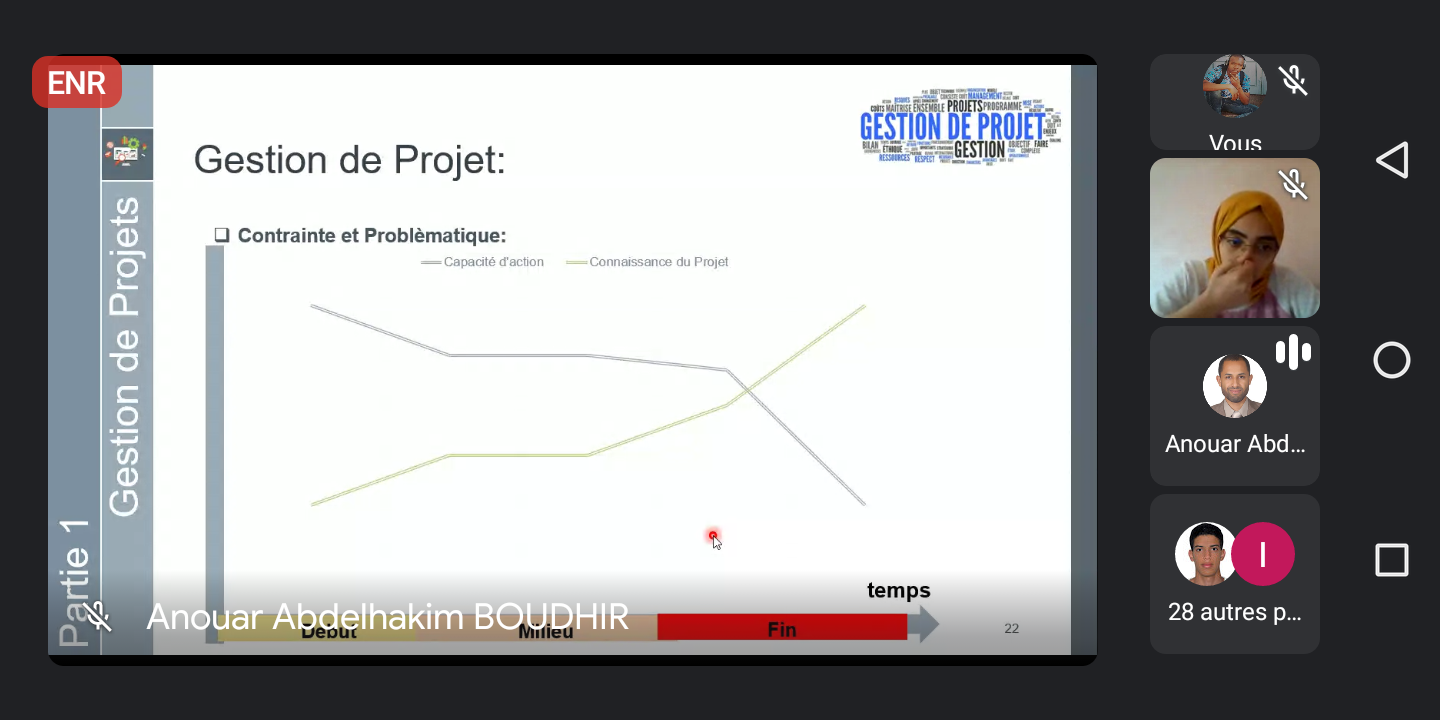 ENR
GESTION DE PROJET
GESTION
PROJETS
PROGRAMME
MANAGEMENT
ENSEMBLE
MAITRISE
COÛTS
BILAN
ETHIQUE
RESSOURCES
RESPECT
OBJECTIF
FAIRE
Gestion de Projet:
❑ Contrainte et Problèmatique:
Capacité d'action
Connaissance du Projet
Gestion de Projets
Partie 1
temps
Début
Milieu
Fin
22
Anouar Abdelhakim BOUDHIR
Vous
Anouar Abd...
I
28 autres p...